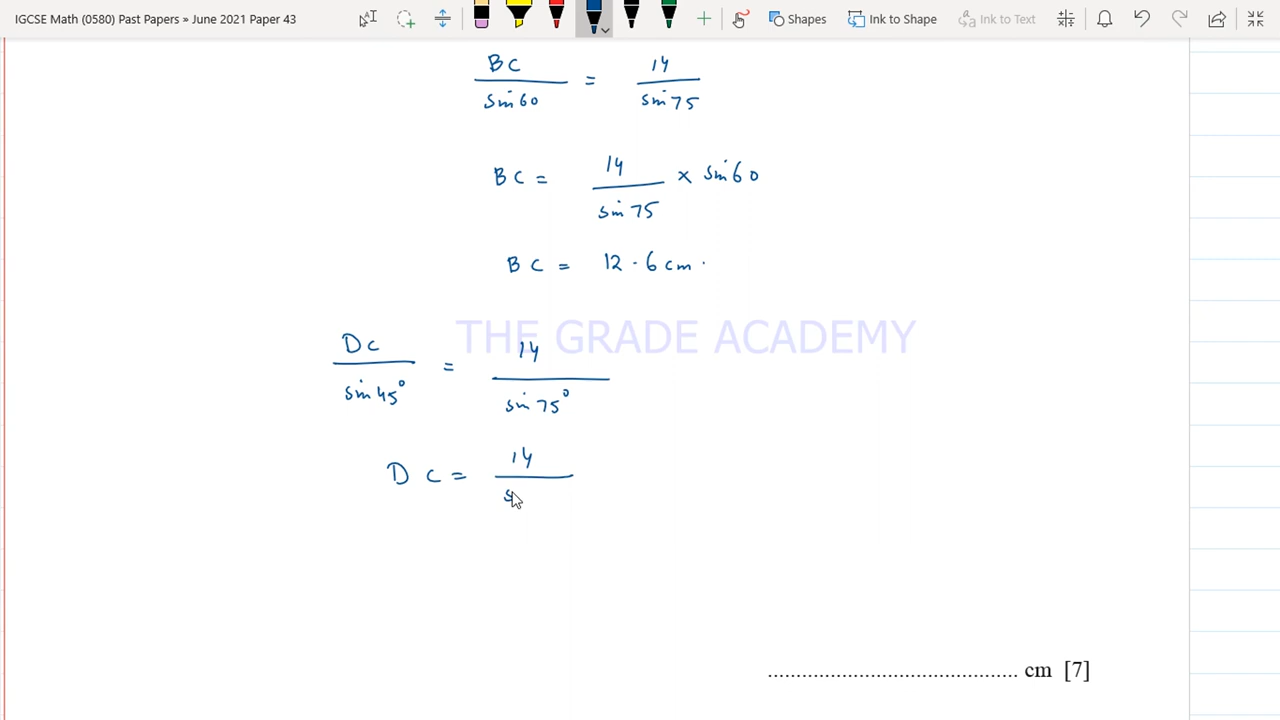 IGCSE Math (0580) Past Papers » June 2021 Paper 43
Shapes
Ink to Shape
Ink to Text
BC / sin60 = 14 / sin75
BC = 14 / sin75 × sin60
BC = 12.6 cm.
THE GRADE ACADEMY
DC / sin45° = 14 / sin75°
DC = 14 / s
.......................................... cm [7]